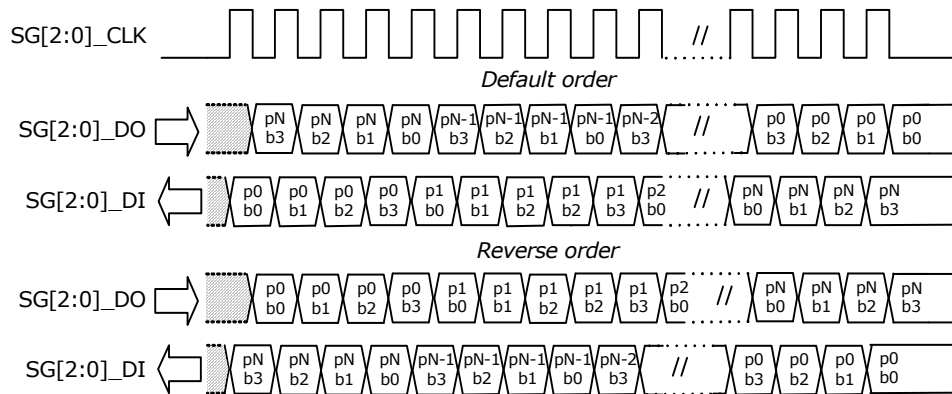 SG[2:0]_CLK //
Default order
SG[2:0]_DO pN b3 pN b2 pN b1 pN b0 pN-1 b3 pN-1 b2 pN-1 b1 pN-1 b0 pN-2 b3 // p0 b3 p0 b2 p0 b1 p0 b0
SG[2:0]_DI p0 b0 p0 b1 p0 b2 p0 b3 p1 b0 p1 b1 p1 b2 p1 b2 p1 b3 p2 b0 // pN b0 pN b1 pN b2 pN b3
Reverse order
SG[2:0]_DO p0 b0 p0 b1 p0 b2 p0 b3 p1 b0 p1 b1 p1 b2 p1 b2 p1 b3 p2 b0 // pN b0 pN b1 pN b2 pN b3
SG[2:0]_DI pN b3 pN b2 pN b1 pN b0 pN-1 b3 pN-1 b2 pN-1 b1 pN-1 b0 pN-2 b3 // p0 b3 p0 b2 p0 b1 p0 b0